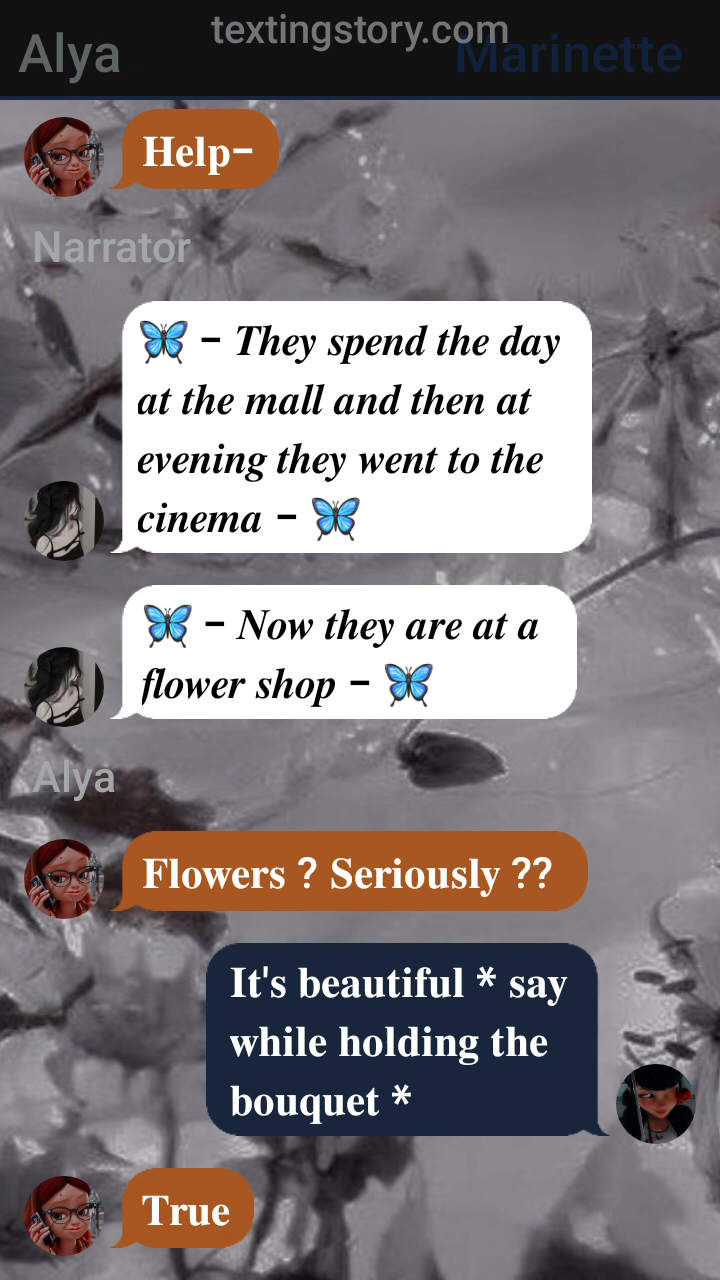 textingstory.com
Alya Marinette
Help-
Narrator
🦋 - They spend the day
at the mall and then at
evening they went to the
cinema - 🦋
🦋 - Now they are at a
flower shop - 🦋
Alya
Flowers ? Seriously ??
It's beautiful * say
while holding the
bouquet *
True